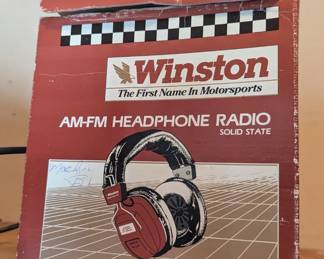 Winston
The First Name In Motorsports
AM-FM HEADPHONE RADIO
SOLID STATE